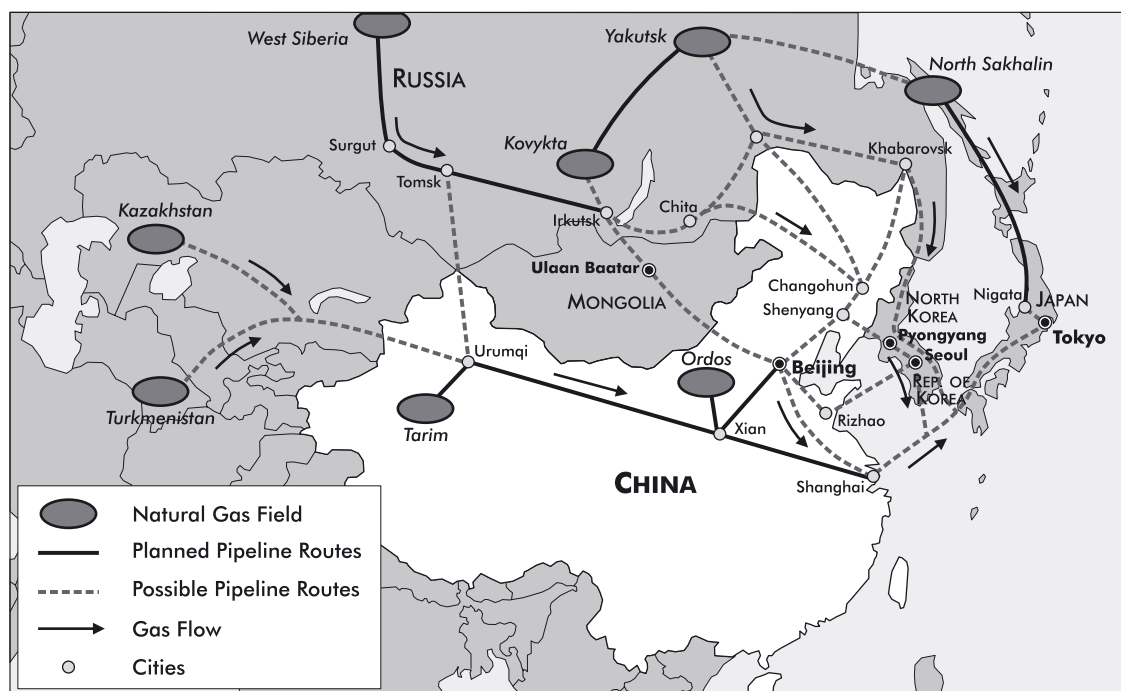 West Siberia
Yakutsk
North Sakhalin
RUSSIA
Surgut
Tomsk
Kovykta
Khabarovsk
Kazakhstan
Irkutsk
Chita
Ulaan Baatar
MONGOLIA
Changohun
Shenyang
NORTH
KOREA
Nigata
JAPAN
Pyongyang
Tokyo
Seoul
Urumqi
Ordos
Beijing
REP. OF
KOREA
Turkmenistan
Tarim
Xian
Rizhao
CHINA
Shanghai
Natural Gas Field
Planned Pipeline Routes
Possible Pipeline Routes
Gas Flow
Cities